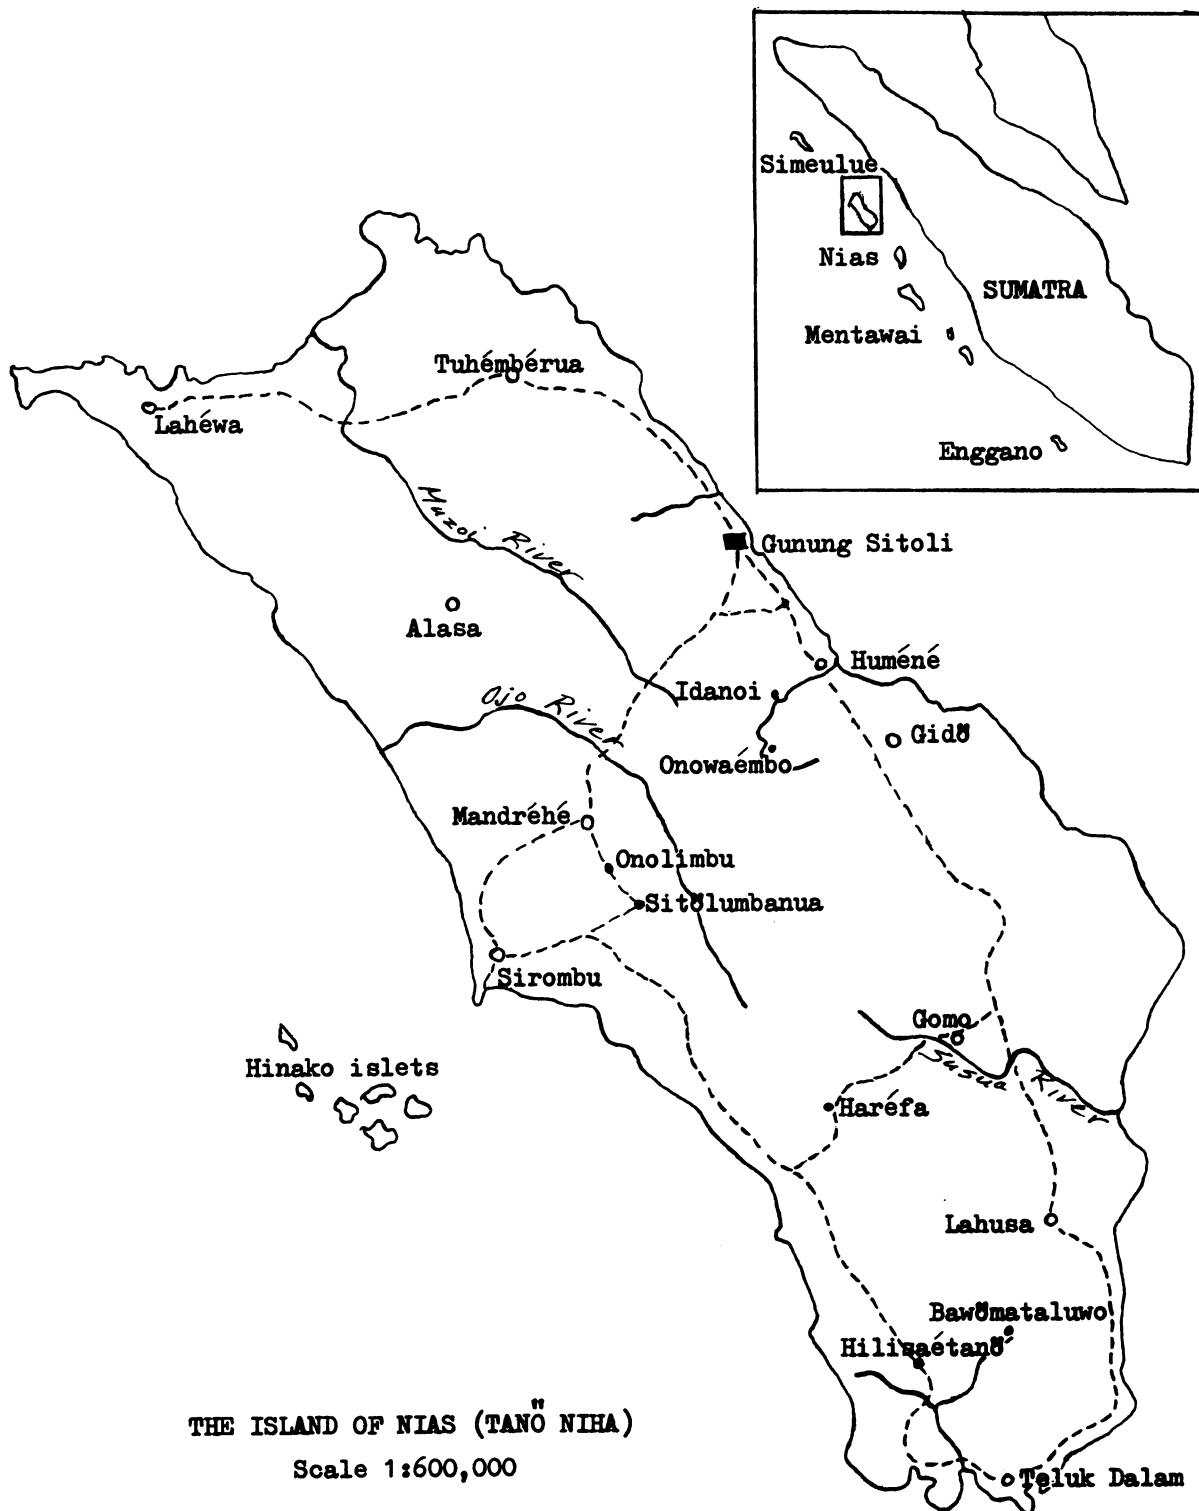 Simeulue
Nias
SUMATRA
Mentawai
Enggano
Tuhémbérua
Lahéwa
Muzoi River
Gunung Sitoli
Alasa
Huméné
Idanoi
Ojo River
Gidö
Onowaémbo
Mandréhé
Onolimbu
Sitölumbanua
Sirombu
Gomo
Hinako islets
Susua River
Haréfa
Lahusa
Bawömataluwo
Hilisaétanö
THE ISLAND OF NIAS (TANÖ NIHA)
Scale 1:600,000
Teluk Dalam